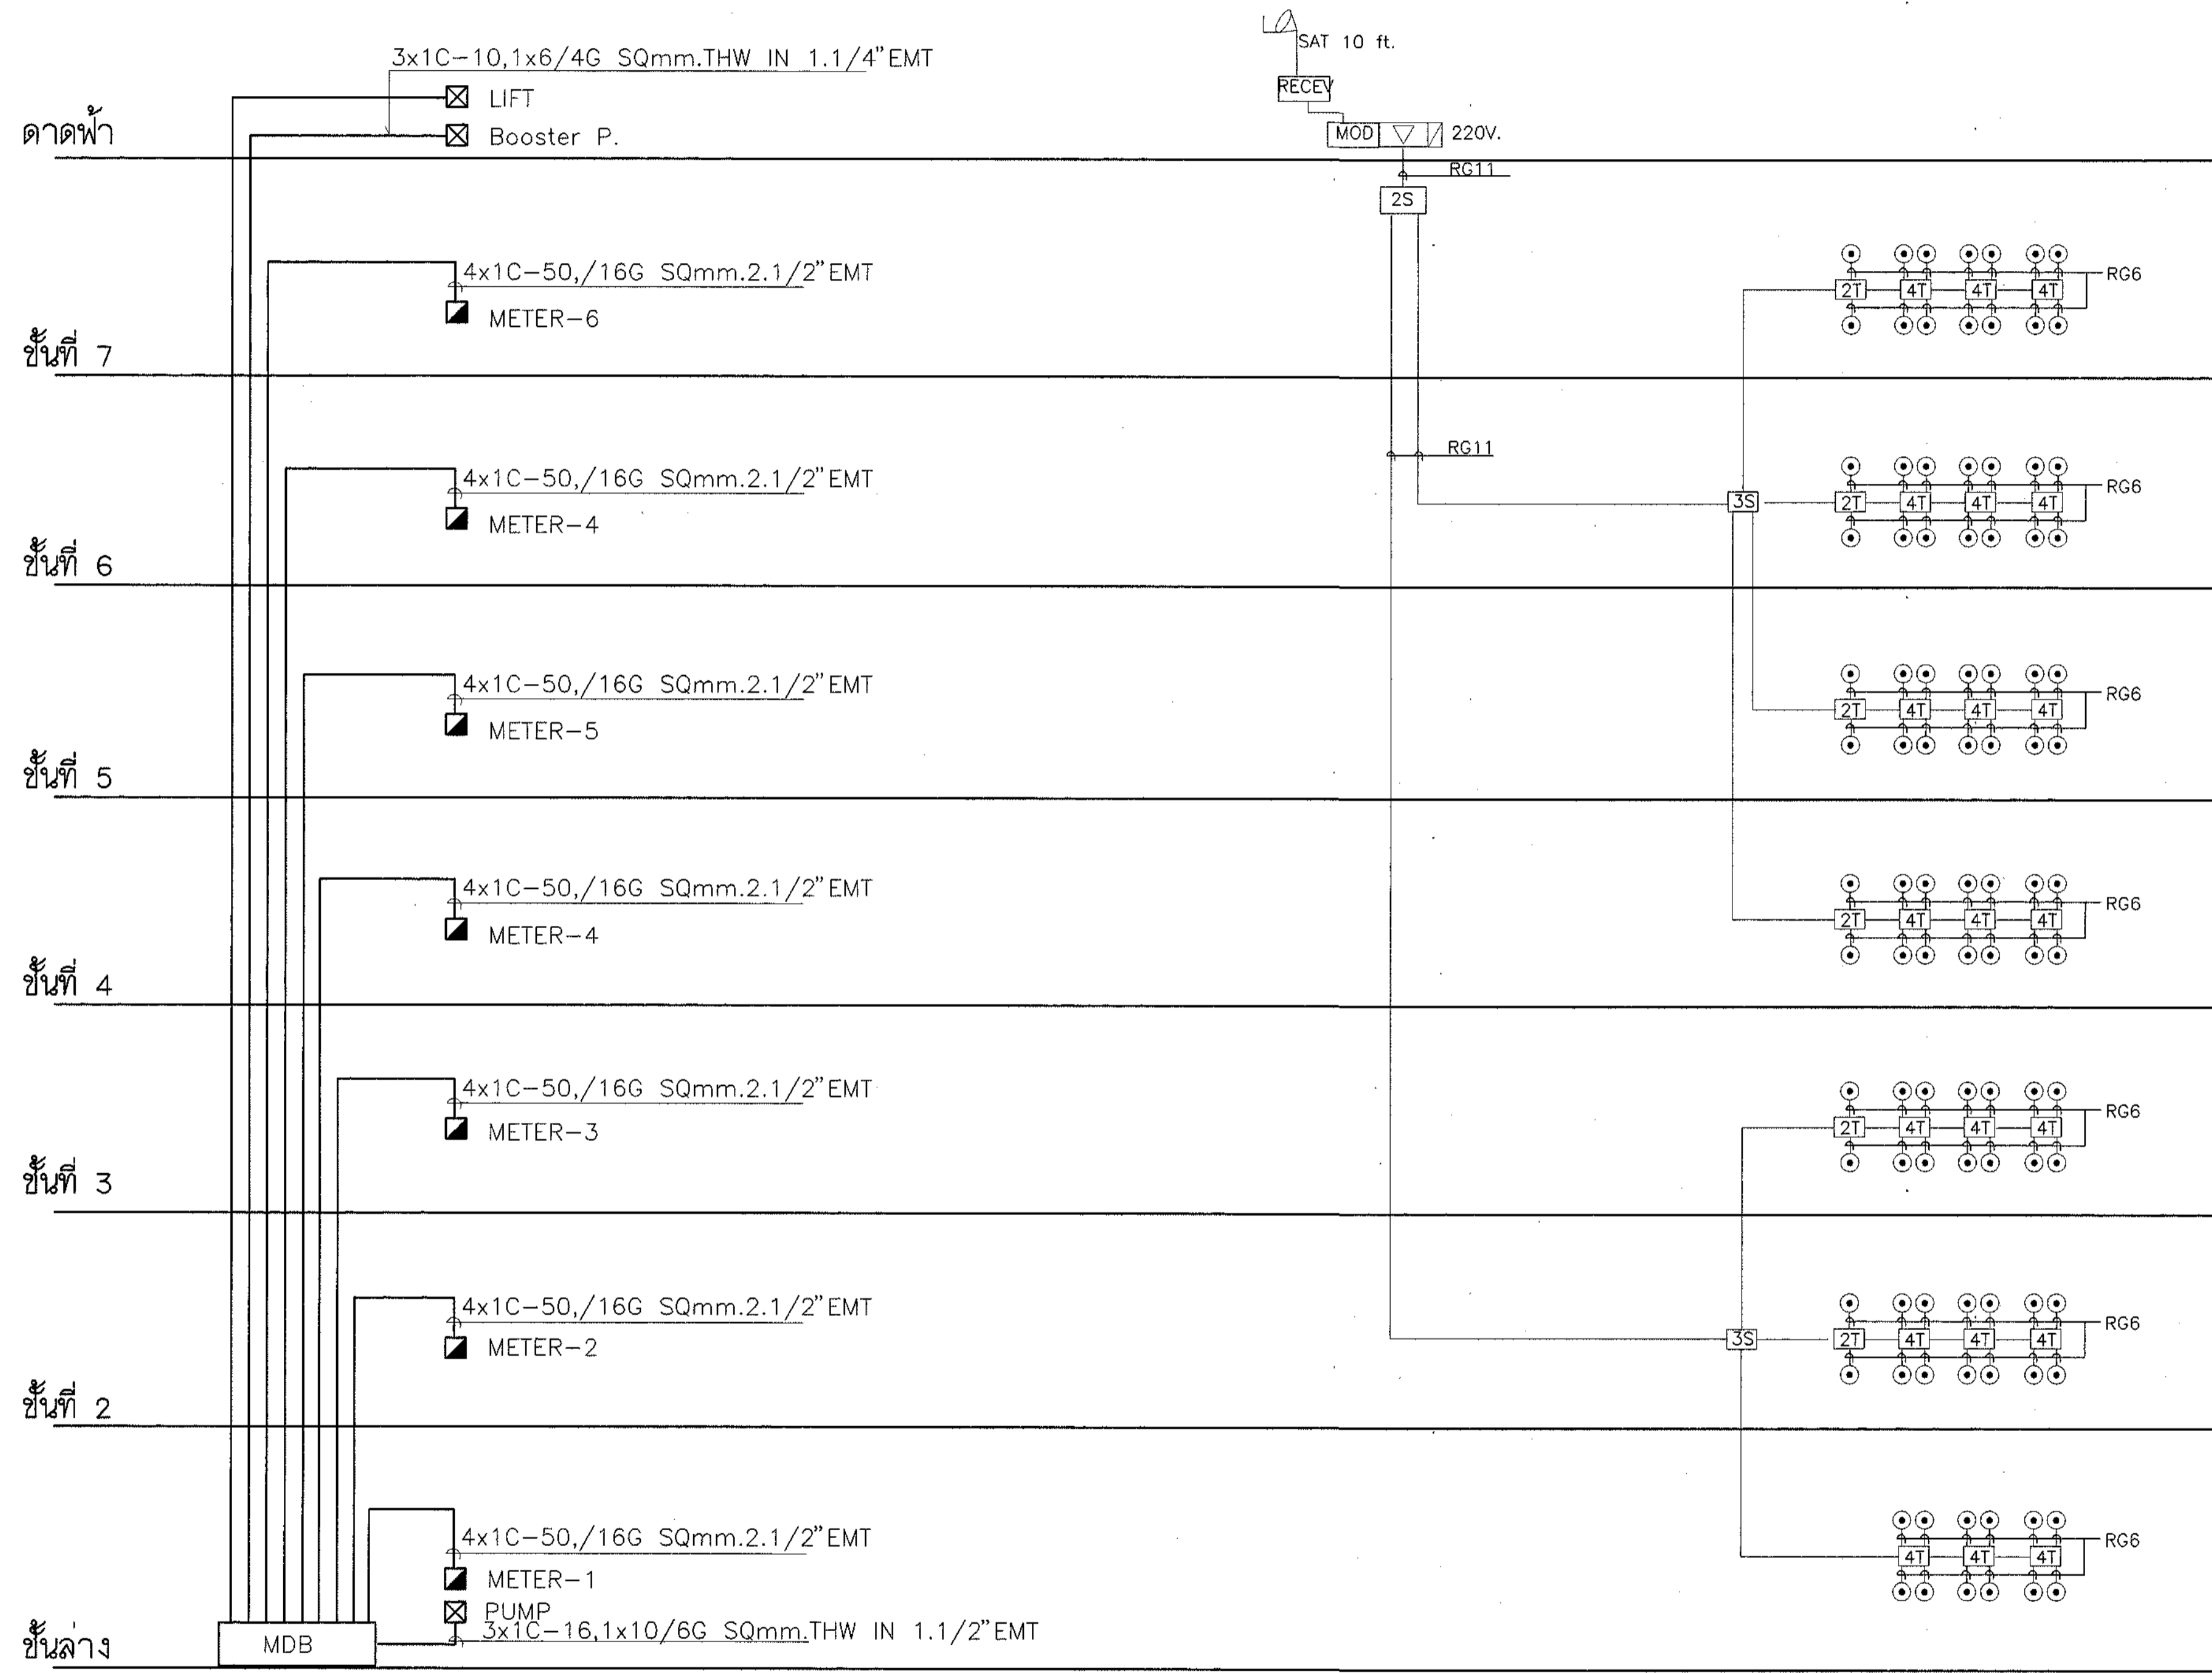 3x1C-10,1x6/4G SQmm.THW IN 1.1/4"EMT
LIFT
Booster P.
ดาดฟ้า
SAT 10 ft.
RECEV
MOD
220V.
RG11
2S
4x1C-50,/16G SQmm.2.1/2"EMT
METER-6
ชั้นที่ 7
2T 4T 4T 4T
RG6
RG11
4x1C-50,/16G SQmm.2.1/2"EMT
METER-4
ชั้นที่ 6
3S
2T 4T 4T 4T
RG6
4x1C-50,/16G SQmm.2.1/2"EMT
METER-5
ชั้นที่ 5
2T 4T 4T 4T
RG6
4x1C-50,/16G SQmm.2.1/2"EMT
METER-4
ชั้นที่ 4
2T 4T 4T 4T
RG6
4x1C-50,/16G SQmm.2.1/2"EMT
METER-3
ชั้นที่ 3
2T 4T 4T 4T
RG6
4x1C-50,/16G SQmm.2.1/2"EMT
METER-2
ชั้นที่ 2
3S
2T 4T 4T 4T
RG6
4x1C-50,/16G SQmm.2.1/2"EMT
METER-1
PUMP
3x1C-16,1x10/6G SQmm.THW IN 1.1/2"EMT
MDB
ชั้นล่าง
4T 4T 4T
RG6